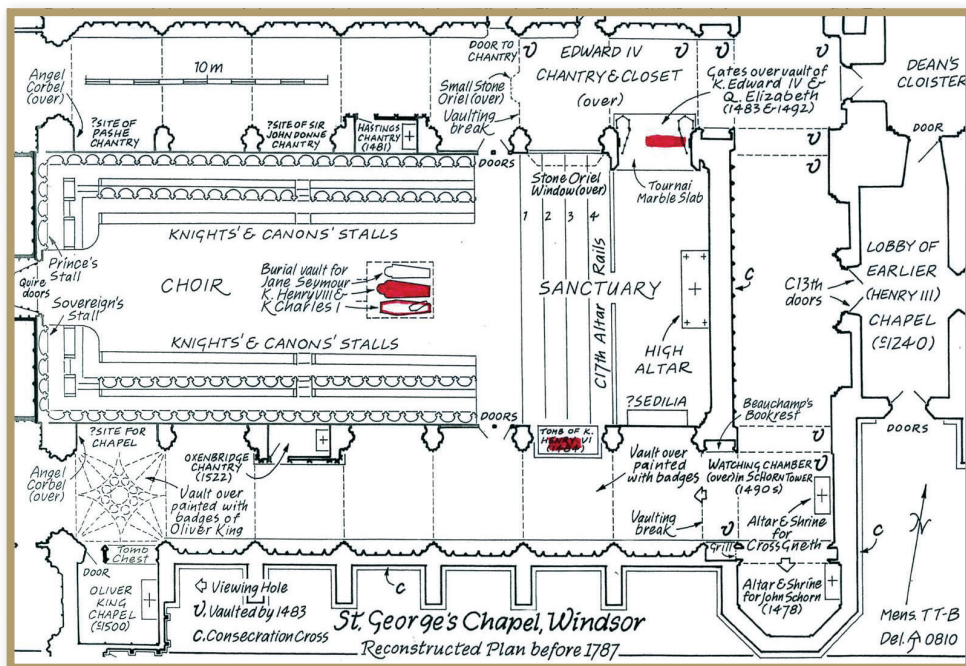 10 m
Angel
Corbel
(over)
?SITE OF
PASHE
CHANTRY
?SITE OF SIR
JOHN DONNE
CHANTRY
HASTINGS
CHANTRY
(1481)
DOOR TO
CHANTRY
Small Stone
Oriel (over)
Vaulting
break
υ
EDWARD IV
CHANTRY & CLOSET
(over)
υ
υ
Gates over vault of
K. Edward IV &
Q. Elizabeth
(1483 & 1492)
υ
υ
DEAN'S
CLOISTER
DOOR
DOORS
Stone Oriel
Window (over)
Tournai
Marble Slab
1 2 3 4
KNIGHTS' & CANONS' STALLS
Prince's
Stall
Quire
doors
Sovereign's
Stall
CHOIR
Burial vault for
Jane Seymour
K. Henry VIII &
K Charles I
SANCTUARY
C17th Altar Rails
HIGH
ALTAR
c
C13th
doors
LOBBY OF
EARLIER
(HENRY III)
CHAPEL
(c1240)
KNIGHTS' & CANONS' STALLS
?SEDILIA
Beauchamp's
Bookrest
DOORS
DOORS
?SITE FOR
CHAPEL
Angel
Corbel
(over)
Vault over
painted with
badges of
Oliver King
OXENBRIDGE
CHANTRY
(1522)
TOMB OF K.
HENRY VI
(1484)
Vault over
painted
with badges
Vaulting
break
υ
WATCHING CHAMBER
(over) in SCHORN TOWER
(1490s)
υ
υ
Altar & Shrine
for
Cross Gneth
Grill
Altar & Shrine
for John Schorn
(1478)
c
N
Tomb
Chest
DOOR
OLIVER
KING
CHAPEL
(c1500)
Viewing Hole
υ. Vaulted by 1483
C. Consecration Cross
c
St. George's Chapel, Windsor
Reconstructed Plan before 1787
Mens. TT-B
Del. 0810